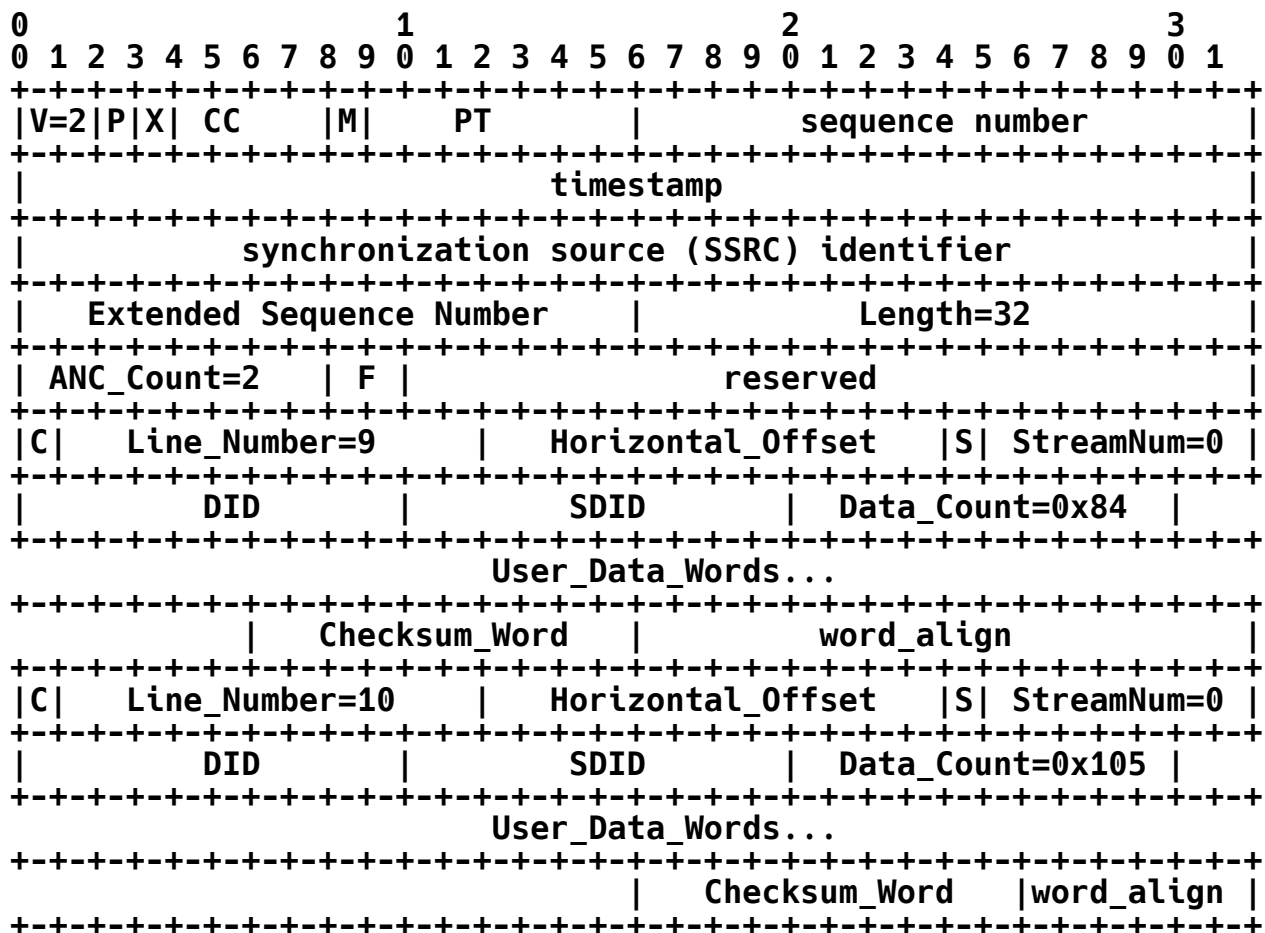 0                   1                   2                   3
0 1 2 3 4 5 6 7 8 9 0 1 2 3 4 5 6 7 8 9 0 1 2 3 4 5 6 7 8 9 0 1
+-+-+-+-+-+-+-+-+-+-+-+-+-+-+-+-+-+-+-+-+-+-+-+-+-+-+-+-+-+-+-+-+
|V=2|P|X| CC    |M|    PT       |        sequence number        |
+-+-+-+-+-+-+-+-+-+-+-+-+-+-+-+-+-+-+-+-+-+-+-+-+-+-+-+-+-+-+-+-+
|                           timestamp                           |
+-+-+-+-+-+-+-+-+-+-+-+-+-+-+-+-+-+-+-+-+-+-+-+-+-+-+-+-+-+-+-+-+
|           synchronization source (SSRC) identifier            |
+-+-+-+-+-+-+-+-+-+-+-+-+-+-+-+-+-+-+-+-+-+-+-+-+-+-+-+-+-+-+-+-+
|   Extended Sequence Number    |           Length=32           |
+-+-+-+-+-+-+-+-+-+-+-+-+-+-+-+-+-+-+-+-+-+-+-+-+-+-+-+-+-+-+-+-+
| ANC_Count=2   | F |                reserved                   |
+-+-+-+-+-+-+-+-+-+-+-+-+-+-+-+-+-+-+-+-+-+-+-+-+-+-+-+-+-+-+-+-+
|C|   Line_Number=9     |   Horizontal_Offset   |S| StreamNum=0 |
+-+-+-+-+-+-+-+-+-+-+-+-+-+-+-+-+-+-+-+-+-+-+-+-+-+-+-+-+-+-+-+-+
|         DID       |        SDID       |  Data_Count=0x84  |
+-+-+-+-+-+-+-+-+-+-+-+-+-+-+-+-+-+-+-+-+-+-+-+-+-+-+-+-+-+-+-+-+
                         User_Data_Words...
+-+-+-+-+-+-+-+-+-+-+-+-+-+-+-+-+-+-+-+-+-+-+-+-+-+-+-+-+-+-+-+-+
            |   Checksum_Word   |         word_align            |
+-+-+-+-+-+-+-+-+-+-+-+-+-+-+-+-+-+-+-+-+-+-+-+-+-+-+-+-+-+-+-+-+
|C|   Line_Number=10    |   Horizontal_Offset   |S| StreamNum=0 |
+-+-+-+-+-+-+-+-+-+-+-+-+-+-+-+-+-+-+-+-+-+-+-+-+-+-+-+-+-+-+-+-+
|         DID       |        SDID       |  Data_Count=0x105 |
+-+-+-+-+-+-+-+-+-+-+-+-+-+-+-+-+-+-+-+-+-+-+-+-+-+-+-+-+-+-+-+-+
                         User_Data_Words...
+-+-+-+-+-+-+-+-+-+-+-+-+-+-+-+-+-+-+-+-+-+-+-+-+-+-+-+-+-+-+-+-+
                                |   Checksum_Word   |word_align |
+-+-+-+-+-+-+-+-+-+-+-+-+-+-+-+-+-+-+-+-+-+-+-+-+-+-+-+-+-+-+-+-+